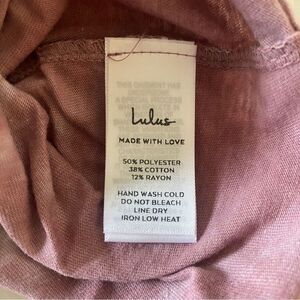 Lulus
MADE WITH LOVE
50% POLYESTER
38% COTTON
12% RAYON
HAND WASH COLD
DO NOT BLEACH
LINE DRY
IRON LOW HEAT